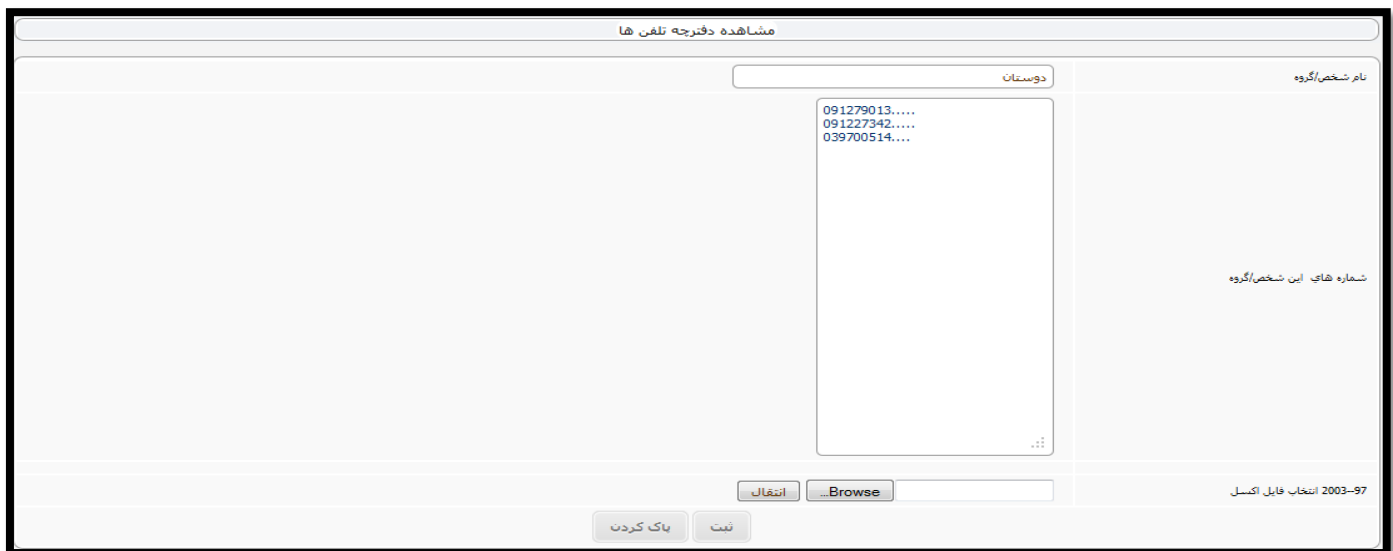 مشاهده دفترچه تلفن ها
نام شخص/گروه
دوستان
091279013.....
091227342.....
039700514....
شماره هاي اين شخص/گروه
97--2003 انتخاب فايل اکسل
Browse...
انتقال
ثبت
پاک کردن